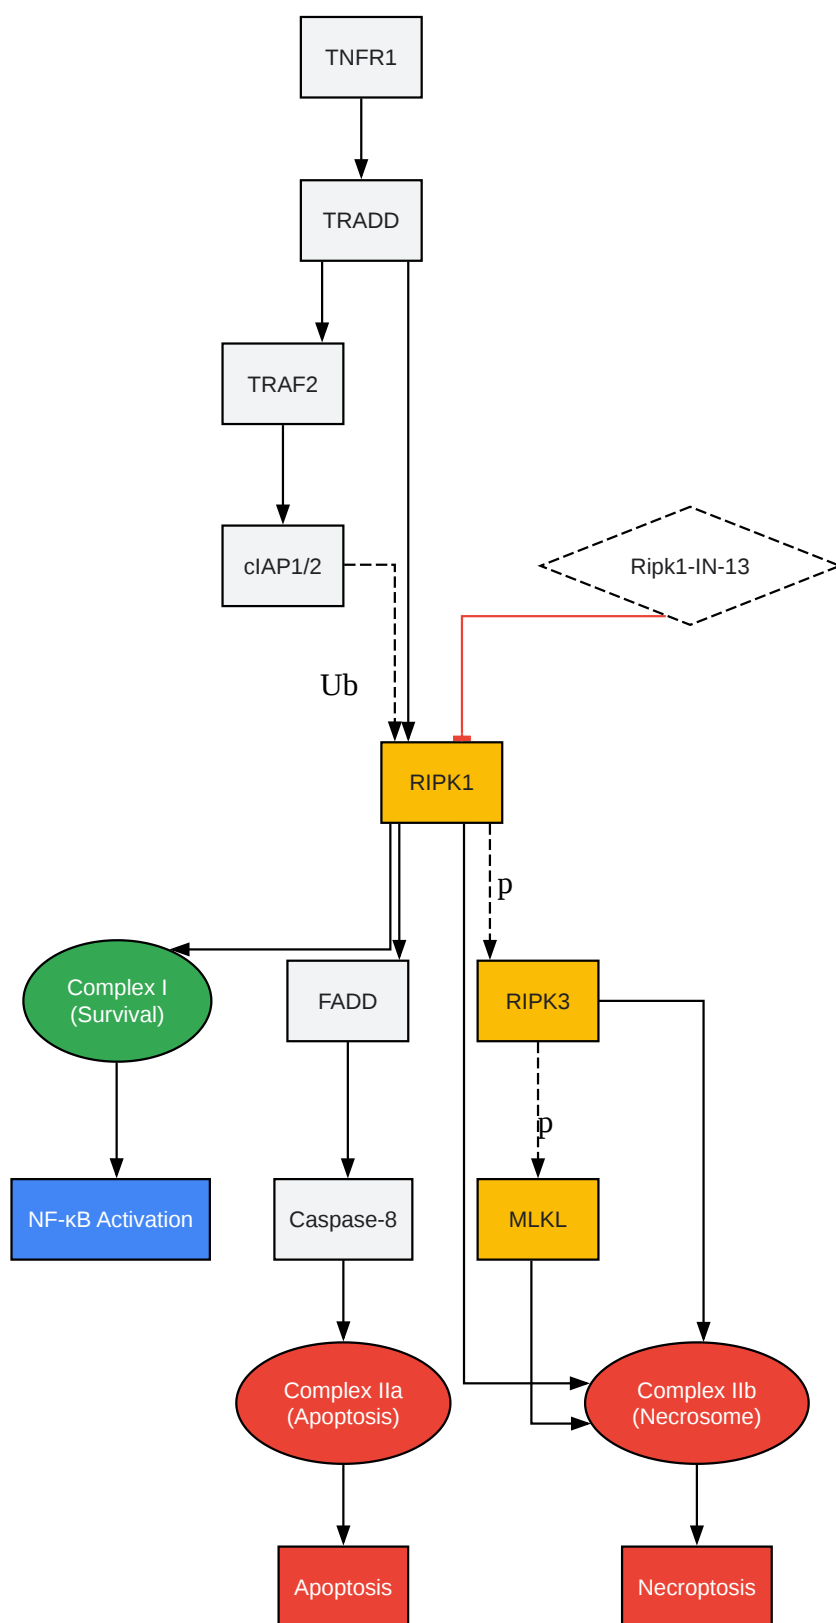 TNFR1
TRADD
TRAF2
cIAP1/2
Ripk1-IN-13
Ub
RIPK1
p
Complex I
(Survival)
FADD
RIPK3
p
NF-κB Activation
Caspase-8
MLKL
Complex IIa
(Apoptosis)
Complex IIb
(Necrosome)
Apoptosis
Necroptosis